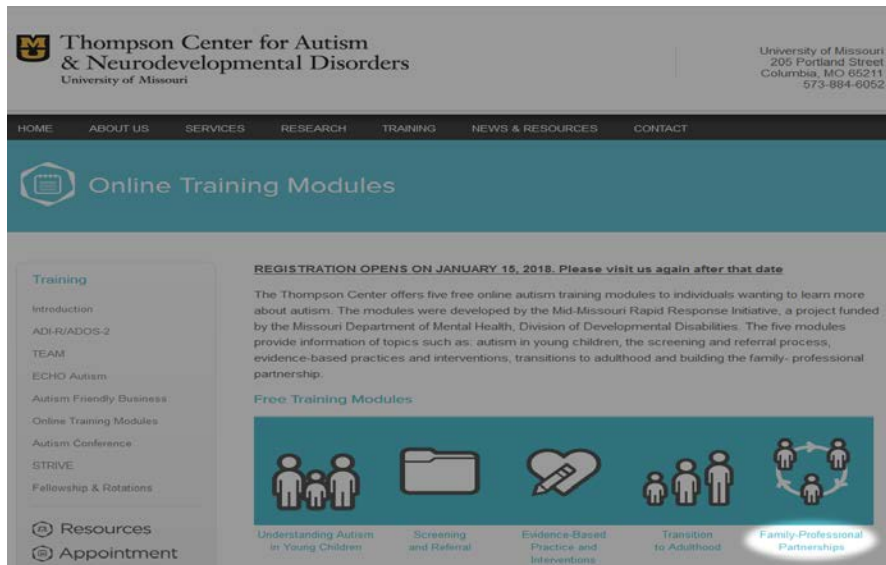 Thompson Center for Autism
& Neurodevelopmental Disorders
University of Missouri
University of Missouri
205 Portland Street
Columbia, MO 65211
573-884-6052
HOME ABOUT US SERVICES RESEARCH TRAINING NEWS & RESOURCES CONTACT
Online Training Modules
Training
Introduction
ADI-R/ADOS-2
TEAM
ECHO Autism
Autism Friendly Business
Online Training Modules
Autism Conference
STRIVE
Fellowship & Rotations
Resources
Appointment
REGISTRATION OPENS ON JANUARY 15, 2018. Please visit us again after that date
The Thompson Center offers five free online autism training modules to individuals wanting to learn more
about autism. The modules were developed by the Mid-Missouri Rapid Response Initiative, a project funded
by the Missouri Department of Mental Health, Division of Developmental Disabilities. The five modules
provide information of topics such as: autism in young children, the screening and referral process,
evidence-based practices and interventions, transitions to adulthood and building the family- professional
partnership.
Free Training Modules
Understanding Autism
in Young Children
Screening
and Referral
Evidence-Based
Practice and
Interventions
Transition
to Adulthood
Family-Professional
Partnerships